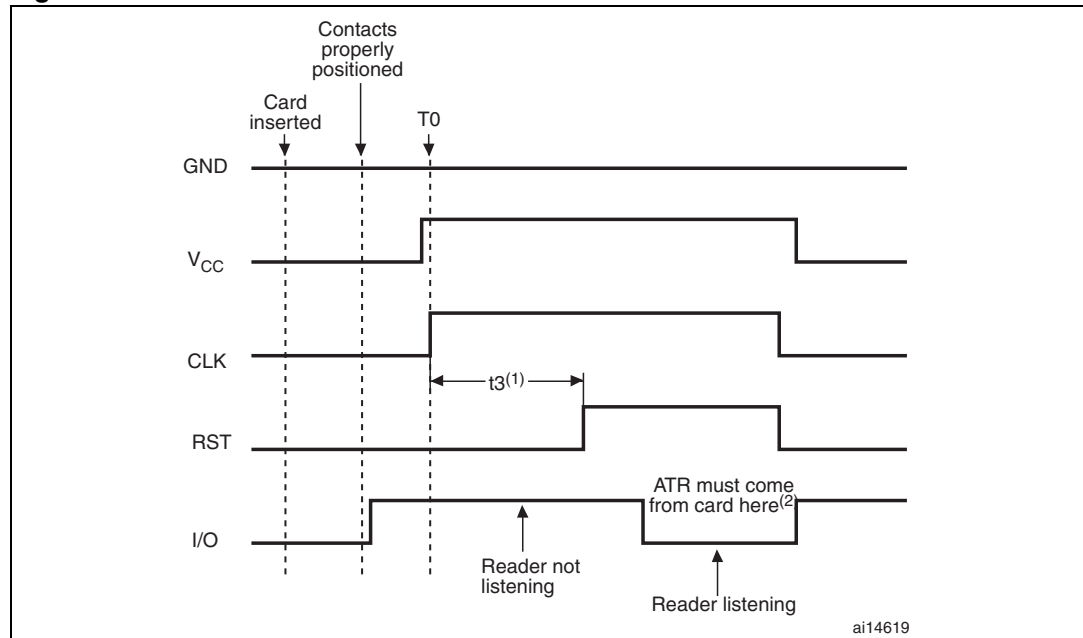 Contacts
properly
positioned
Card
inserted
T0
GND
VCC
CLK
t3(1)
RST
ATR must come
from card here(2)
I/O
Reader not
listening
Reader listening
ai14619